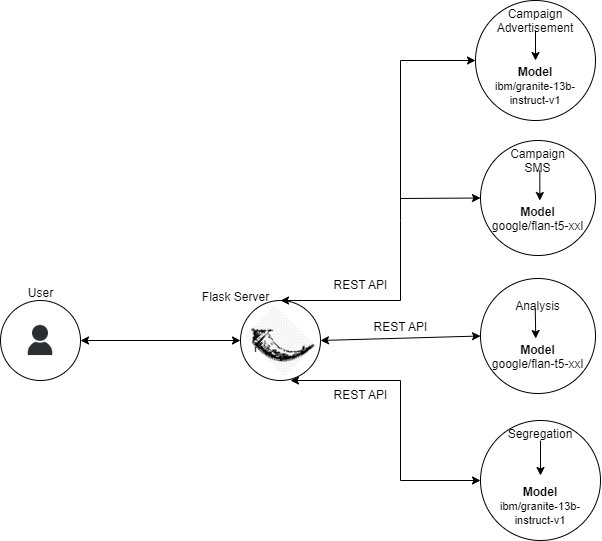 Campaign
Advertisement
Model
ibm/granite-13b-
instruct-v1
Campaign
SMS
Model
google/flan-t5-xxl
REST API
User
Flask Server
REST API
Analysis
Model
google/flan-t5-xxl
REST API
Segregation
Model
ibm/granite-13b-
instruct-v1